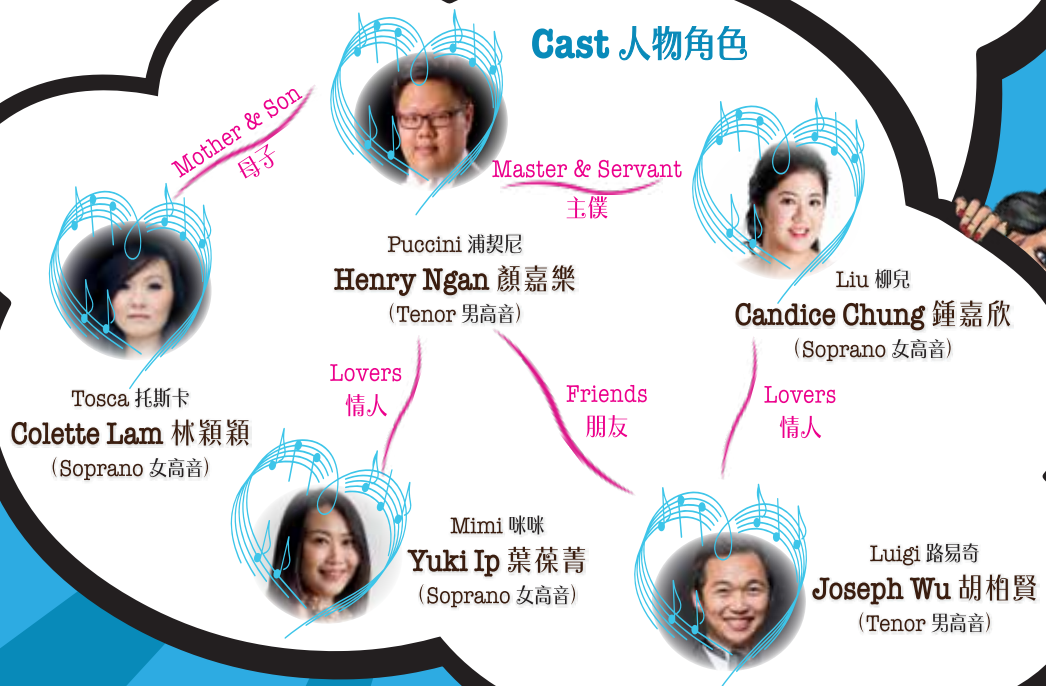 Cast 人物角色
Mother & Son
母子
Master & Servant
主僕
Puccini 浦契尼
Henry Ngan 顏嘉樂
(Tenor 男高音)
Liu 柳兒
Candice Chung 鍾嘉欣
(Soprano 女高音)
Tosca 托斯卡
Colette Lam 林穎穎
(Soprano 女高音)
Lovers
情人
Friends
朋友
Lovers
情人
Mimi 咪咪
Yuki Ip 葉葆菁
(Soprano 女高音)
Luigi 路易奇
Joseph Wu 胡柏賢
(Tenor 男高音)